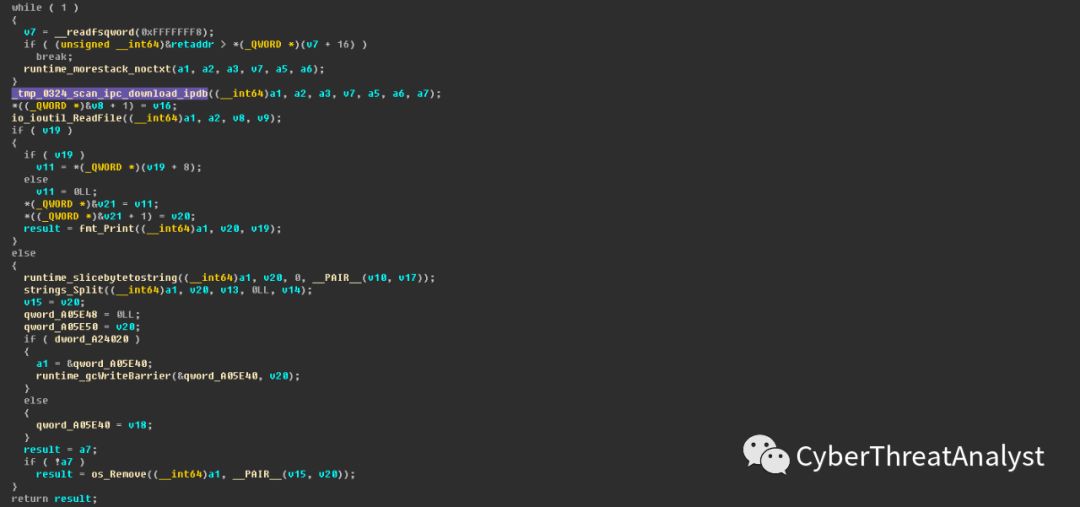 while ( 1 )
{
v7 = __readfsqword(0xFFFFFFF8);
if ( (unsigned __int64)&retaddr > *(_QWORD *)(v7 + 16) )
break;
runtime_morestack_noctxt(a1, a2, a3, v7, a5, a6);
}
_tmp_0324_scan_ipc_download_ipdb((__int64)a1, a2, a3, v7, a5, a6, a7);
*((_QWORD *)&v8 + 1) = v16;
io_ioutil_ReadFile((__int64)a1, a2, v8, v9);
if ( v19 )
{
if ( v19 )
v11 = *(_QWORD *)(v19 + 8);
else
v11 = 0LL;
*(_QWORD *)&v21 = v11;
*((_QWORD *)&v21 + 1) = v20;
result = fmt_Print((__int64)a1, v20, v19);
}
else
{
runtime_slicebytetostring((__int64)a1, v20, 0, __PAIR__(v10, v17));
strings_Split((__int64)a1, v20, v13, 0LL, v14);
v15 = v20;
qword_A05E48 = 0LL;
qword_A05E50 = v20;
if ( dword_A24020 )
{
a1 = &qword_A05E40;
runtime_gcWriteBarrier(&qword_A05E40, v20);
}
else
{
qword_A05E40 = v18;
}
result = a7;
if ( !a7 )
result = os_Remove((__int64)a1, __PAIR__(v15, v20));
}
return result;
CyberThreatAnalyst